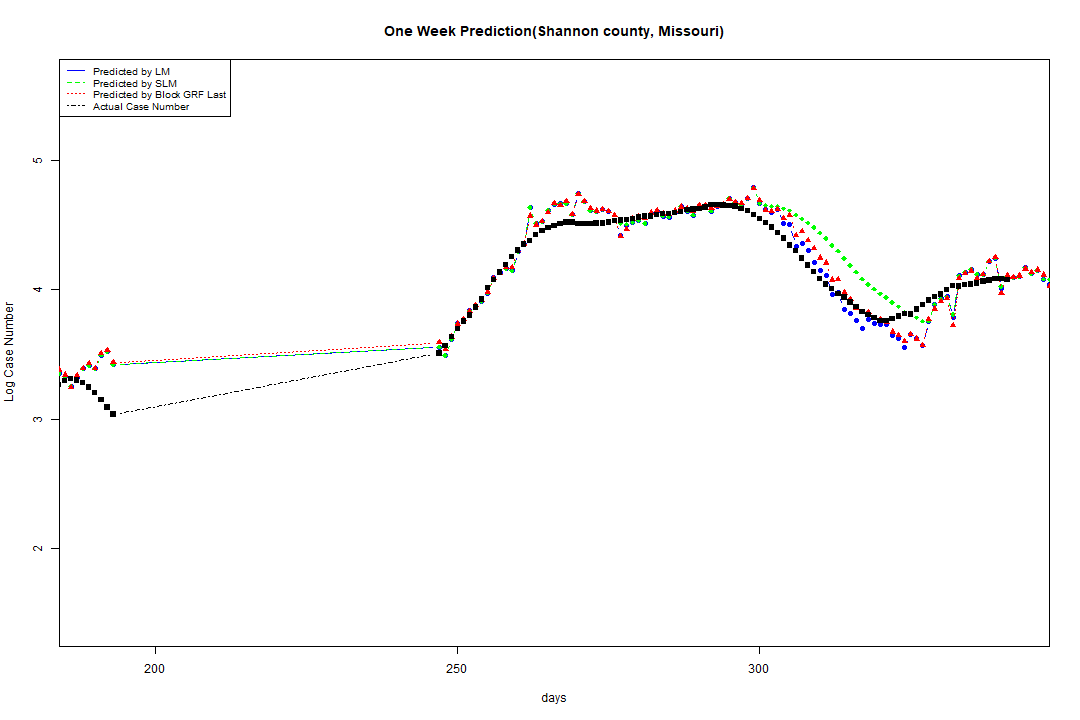 One Week Prediction(Shannon county, Missouri)
Predicted by LM
Predicted by SLM
Predicted by Block GRF Last
Actual Case Number
5
4
3
2
Log Case Number
200 250 300
days